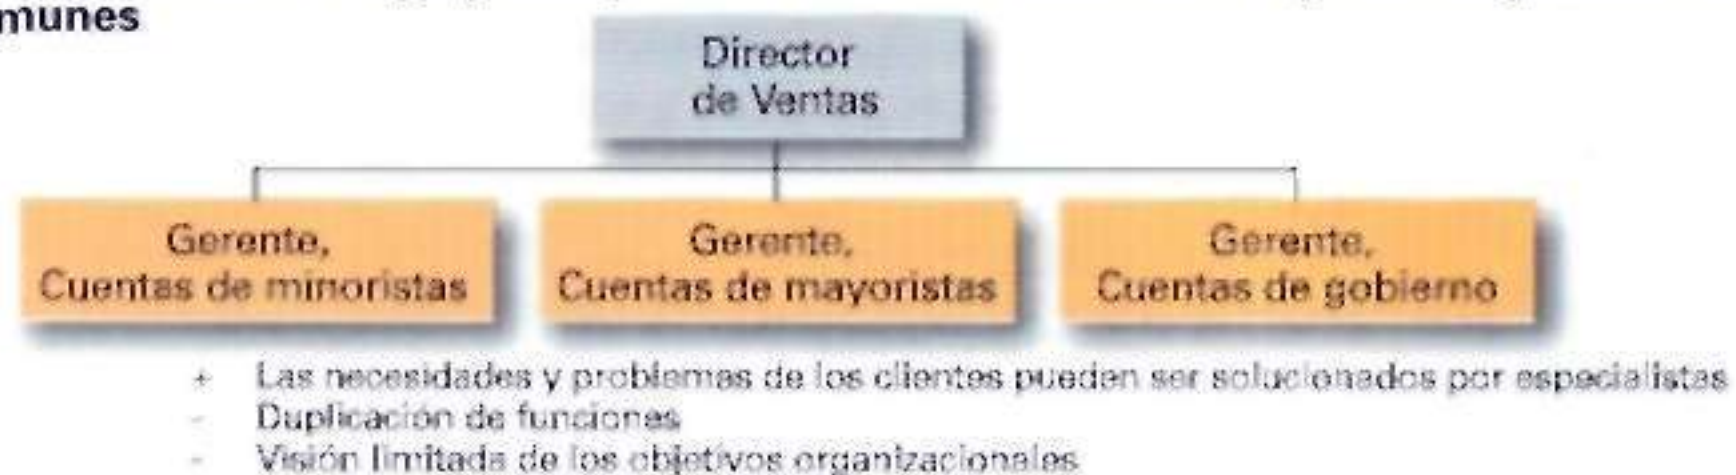 munes
Director
de Ventas
Gerente,
Cuentas de minoristas
Gerente,
Cuentas de mayoristas
Gerente,
Cuentas de gobierno
+ Las necesidades y problemas de los clientes pueden ser solucionados por especialistas
- Duplicación de funciones
- Visión limitada de los objetivos organizacionales